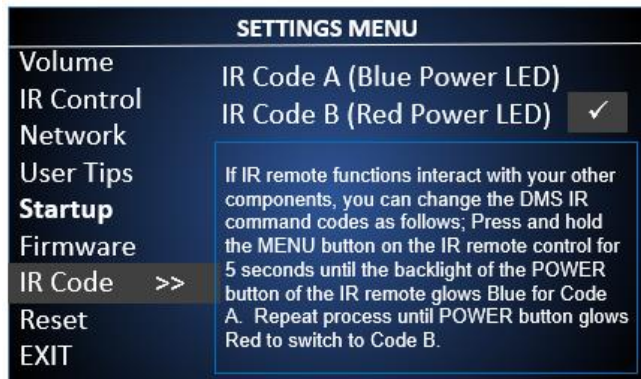 SETTINGS MENU
Volume
IR Control
Network
User Tips
Startup
Firmware
IR Code >>
Reset
EXIT
IR Code A (Blue Power LED)
IR Code B (Red Power LED) ✓
If IR remote functions interact with your other
components, you can change the DMS IR
command codes as follows; Press and hold
the MENU button on the IR remote control for
5 seconds until the backlight of the POWER
button of the IR remote glows Blue for Code
A. Repeat process until POWER button glows
Red to switch to Code B.